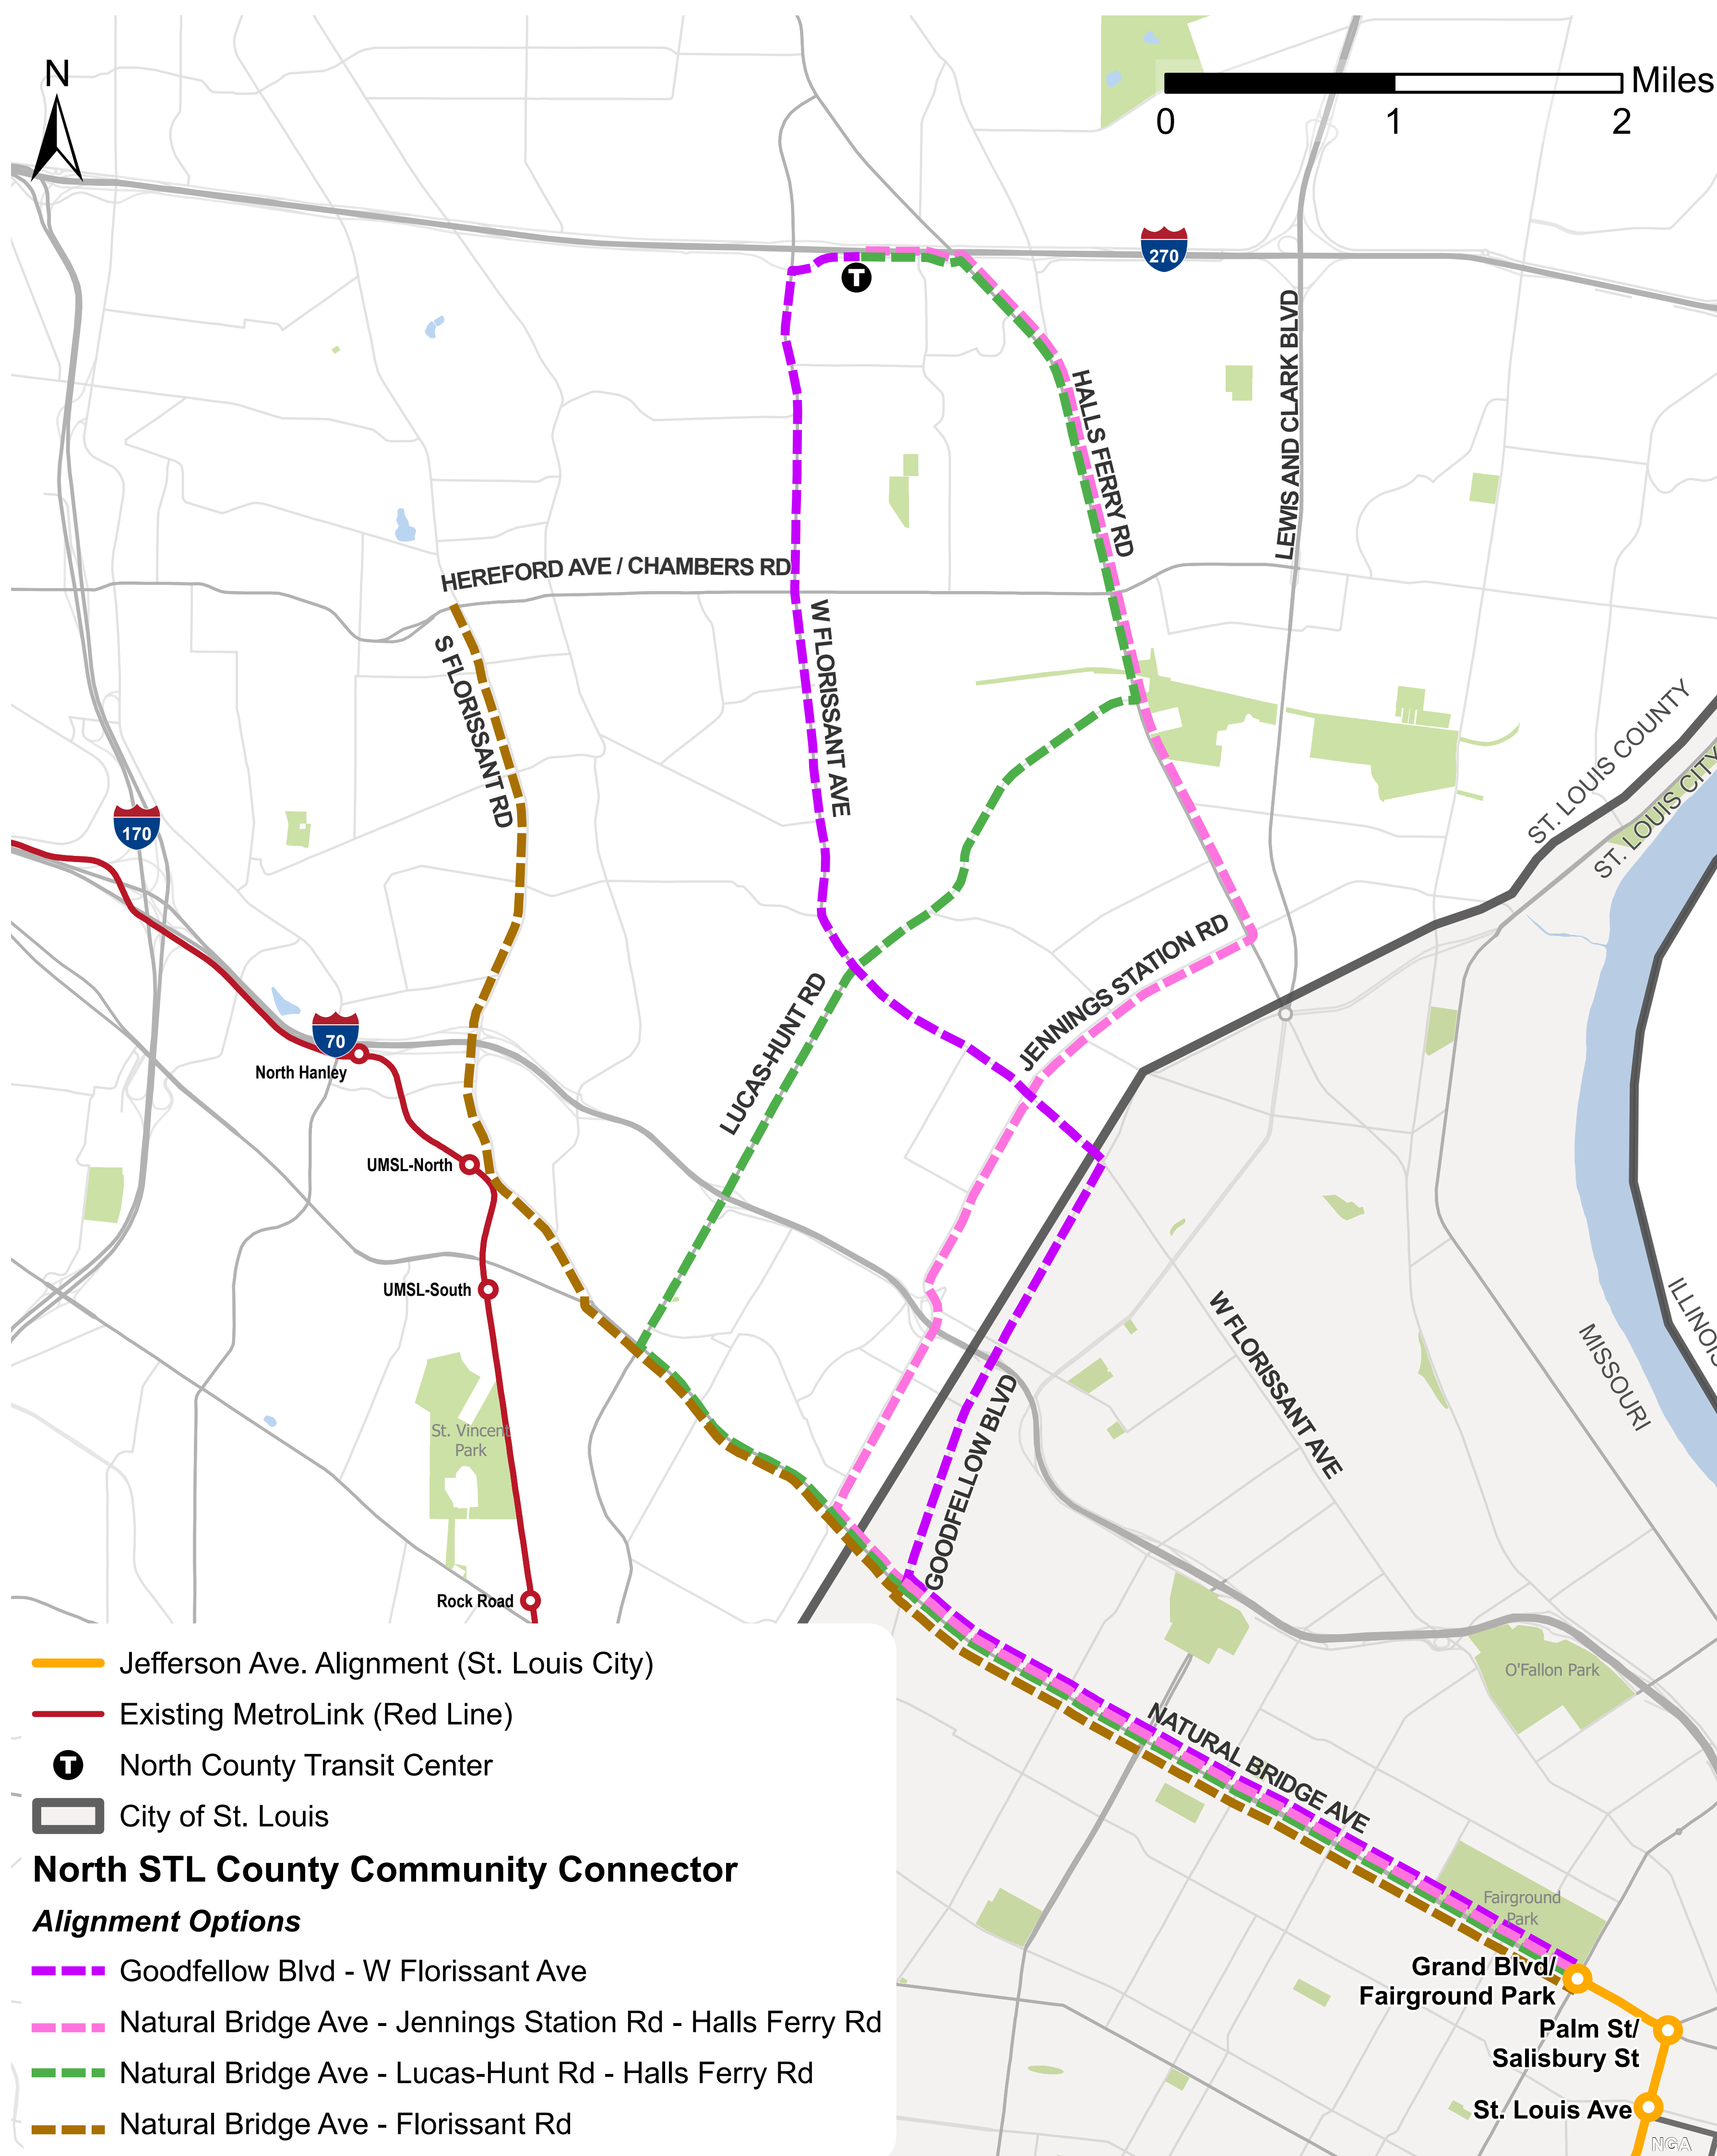 N
Miles
0 1 2
270
HALLS FERRY RD
LEWIS AND CLARK BLVD
HEREFORD AVE / CHAMBERS RD
W FLORISSANT AVE
S FLORISSANT RD
ST. LOUIS COUNTY
ST. LOUIS CITY
170
JENNINGS STATION RD
LUCAS-HUNT RD
70
North Hanley
UMSL-North
UMSL-South
W FLORISSANT AVE
ILLINOIS
MISSOURI
GOODFELLOW BLVD
St. Vincent
Park
Rock Road
O'Fallon Park
NATURAL BRIDGE AVE
Fairground
Park
Grand Blvd/
Fairground Park
Palm St/
Salisbury St
St. Louis Ave
NGA
Jefferson Ave. Alignment (St. Louis City)
Existing MetroLink (Red Line)
T North County Transit Center
City of St. Louis
North STL County Community Connector
Alignment Options
Goodfellow Blvd - W Florissant Ave
Natural Bridge Ave - Jennings Station Rd - Halls Ferry Rd
Natural Bridge Ave - Lucas-Hunt Rd - Halls Ferry Rd
Natural Bridge Ave - Florissant Rd
T